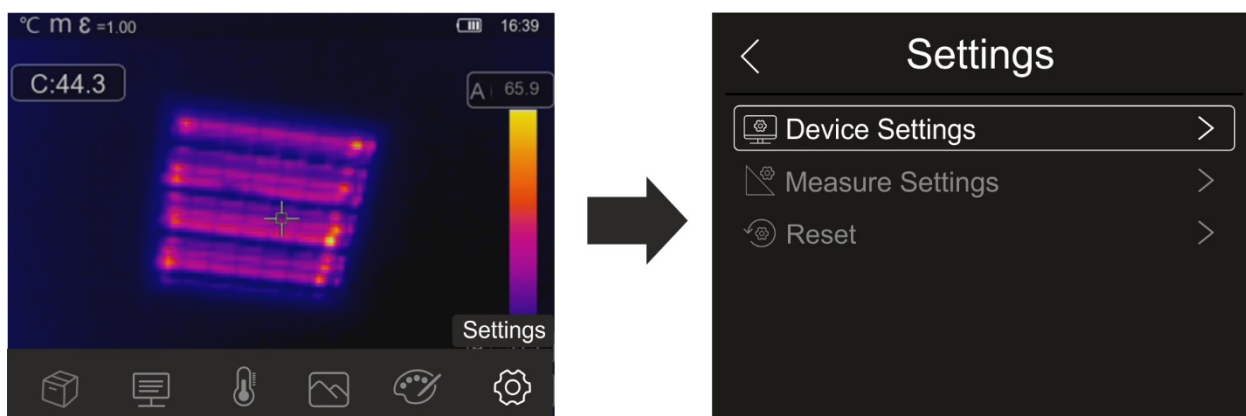 °C m ε =1.00
16:39
C:44.3
A 65.9
Settings
Settings
Device Settings
Measure Settings
Reset